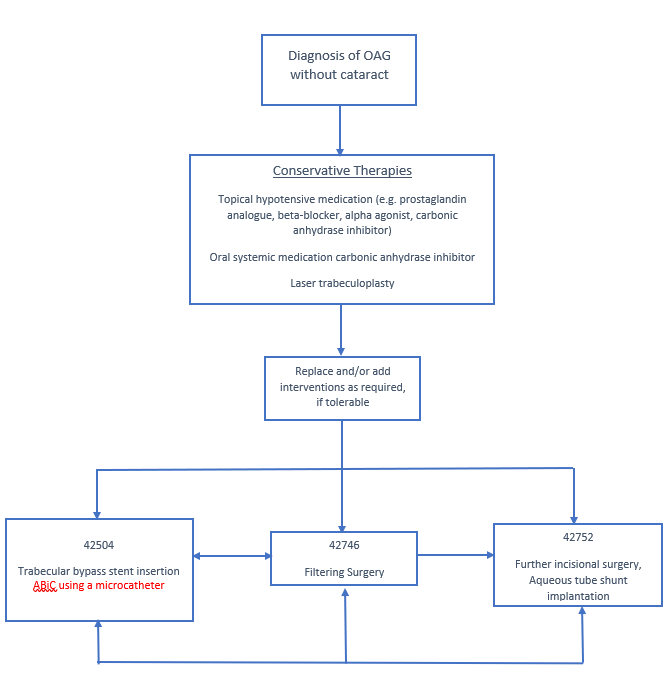 Diagnosis of OAG
without cataract
Conservative Therapies
Topical hypotensive medication (e.g. prostaglandin
analogue, beta-blocker, alpha agonist, carbonic
anhydrase inhibitor)
Oral systemic medication carbonic anhydrase inhibitor
Laser trabeculoplasty
Replace and/or add
interventions as required,
if tolerable
42504
Trabecular bypass stent insertion
ABiC using a microcatheter
42746
Filtering Surgery
42752
Further incisional surgery,
Aqueous tube shunt
implantation